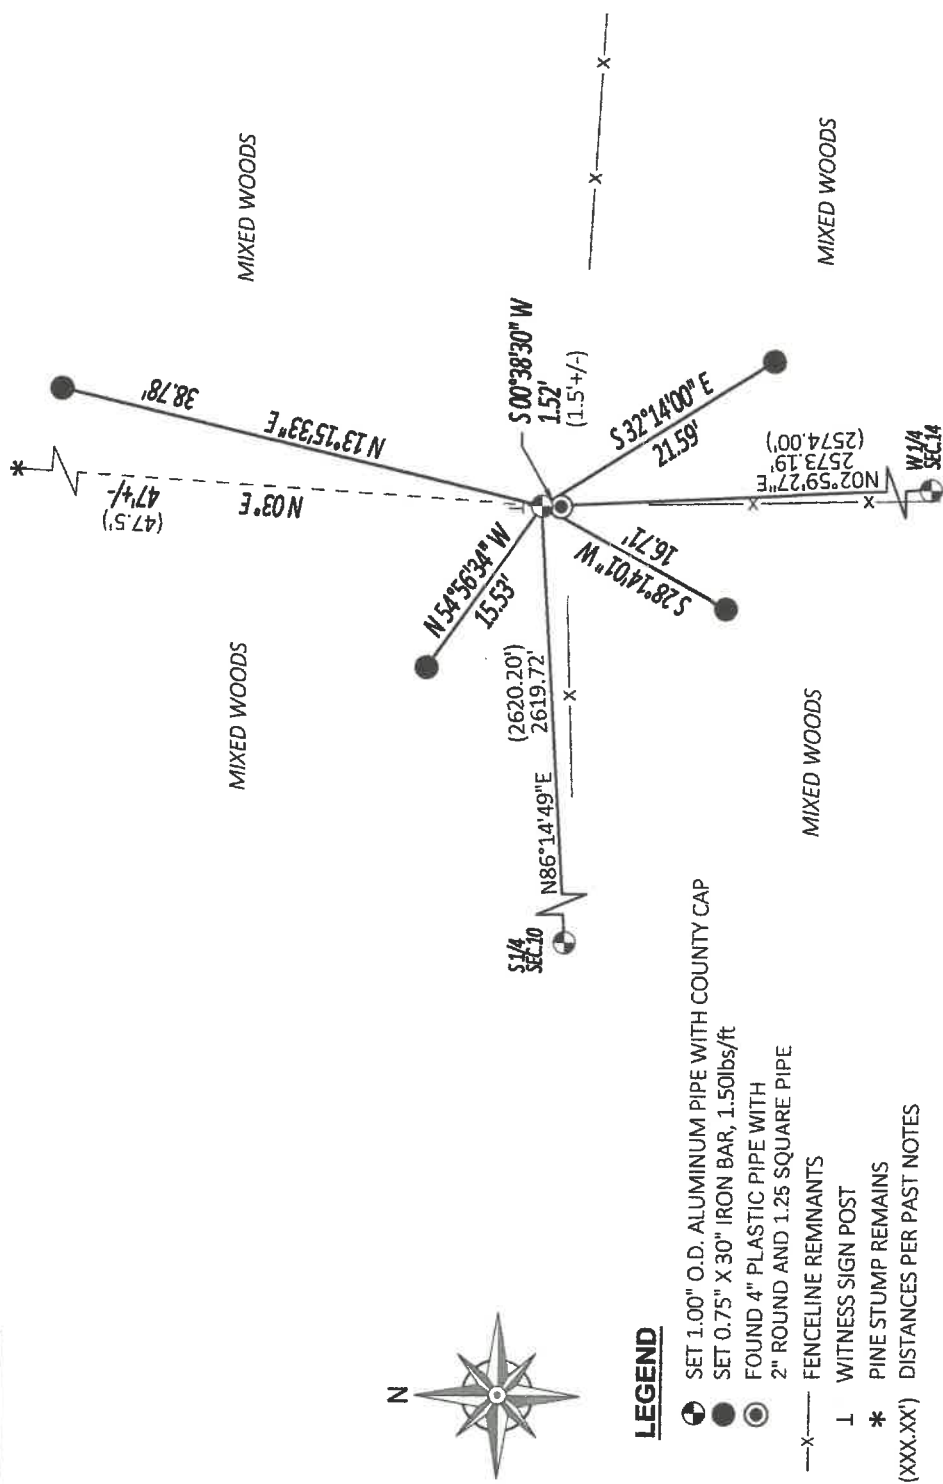 MIXED WOODS
MIXED WOODS
(47.5')
47'+/-
N 03° E
N 13°15'33" E
38.78'
N 54°56'34" W
15.53'
S 00°38'30" W
1.52'
(1.5'+/-)
(2620.20')
2619.72'
N86°14'49"E
S 1/4
SEC.10
S 32°14'00" E
21.59'
S28°14'01" W
16.71'
N02°59'27"E
2573.19'
(2574.00')
W 1/4
SEC.14
MIXED WOODS
MIXED WOODS
X
X
X
X
X
N
LEGEND
SET 1.00" O.D. ALUMINUM PIPE WITH COUNTY CAP
SET 0.75" X 30" IRON BAR, 1.50lbs/ft
FOUND 4" PLASTIC PIPE WITH
2" ROUND AND 1.25 SQUARE PIPE
X FENCELINE REMNANTS
WITNESS SIGN POST
* PINE STUMP REMAINS
(XXX.XX') DISTANCES PER PAST NOTES